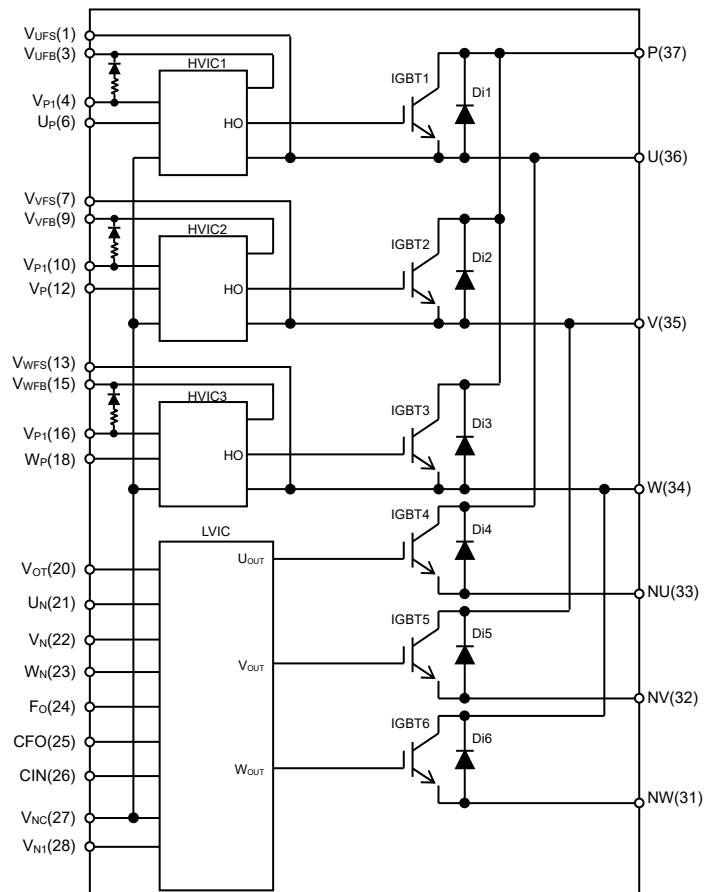 VUFS(1)
VUFB(3)
HVIC1
IGBT1
P(37)
Di1
VP1(4)
UP(6)
HO
U(36)
VVFS(7)
VVFB(9)
HVIC2
IGBT2
Di2
VP1(10)
VP(12)
HO
V(35)
VWFS(13)
VWFB(15)
HVIC3
IGBT3
Di3
VP1(16)
WP(18)
HO
W(34)
LVIC
IGBT4
Di4
UOUT
VOT(20)
UN(21)
NU(33)
IGBT5
Di5
VN(22)
VOUT
WN(23)
NV(32)
FO(24)
IGBT6
Di6
CFO(25)
WOUT
CIN(26)
NW(31)
VNC(27)
VN1(28)